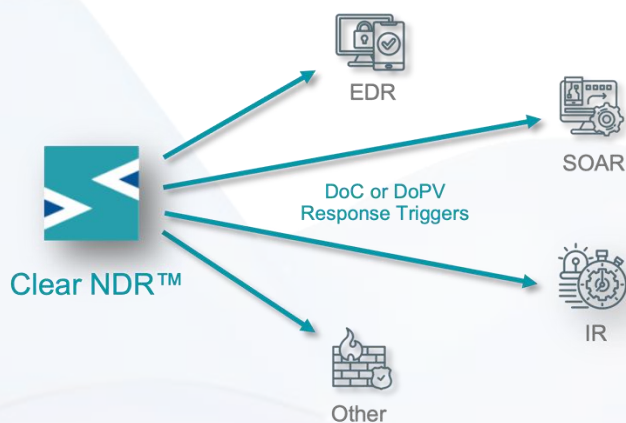 EDR
SOAR
DoC or DoPV
Response Triggers
Clear NDR™
IR
Other